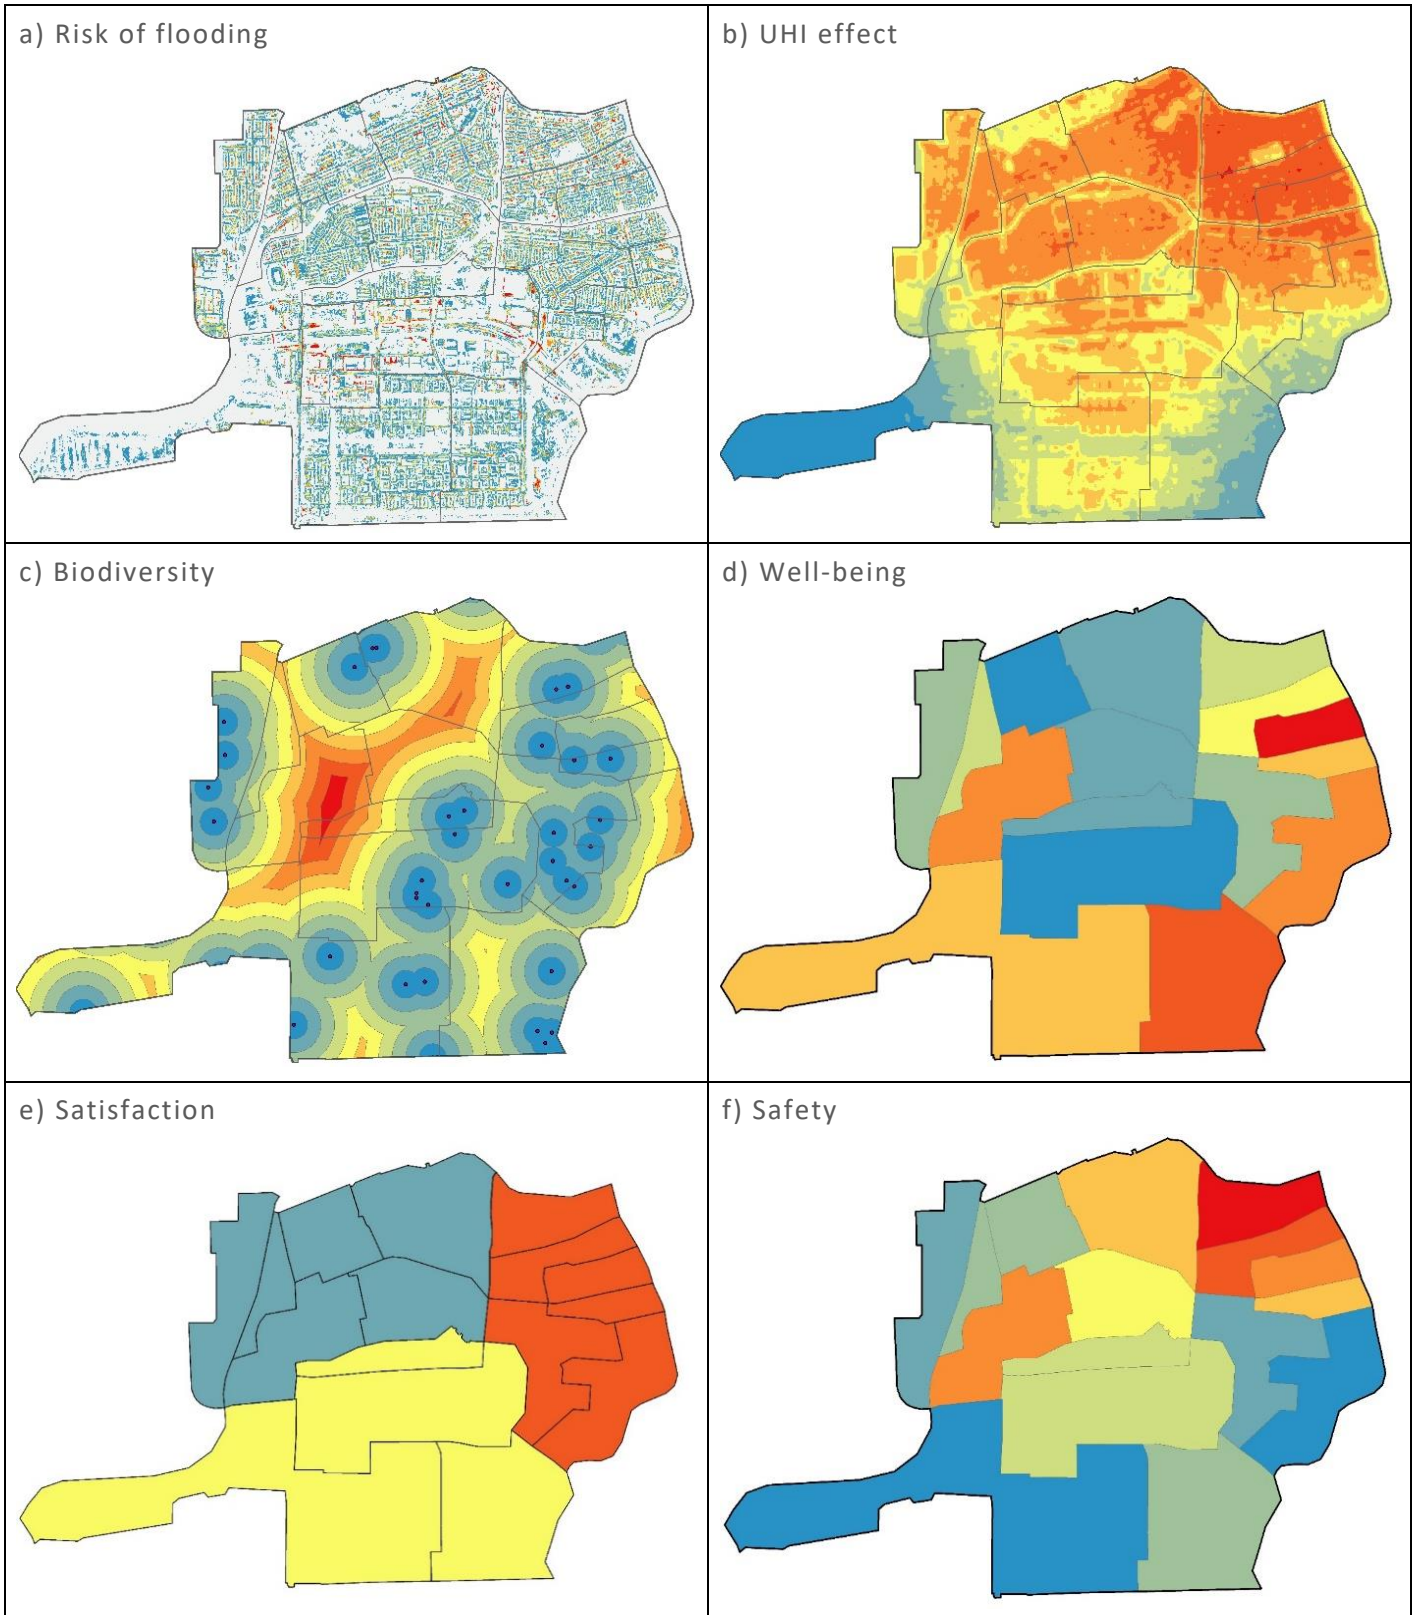 a) Risk of flooding
b) UHI effect
c) Biodiversity
d) Well-being
e) Satisfaction
f) Safety